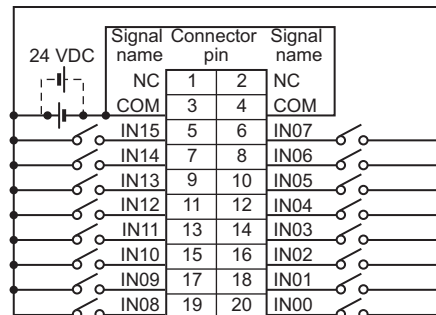 Signal name Connector pin Signal name
24 VDC
NC 1 2 NC
COM 3 4 COM
IN15 5 6 IN07
IN14 7 8 IN06
IN13 9 10 IN05
IN12 11 12 IN04
IN11 13 14 IN03
IN10 15 16 IN02
IN09 17 18 IN01
IN08 19 20 IN00